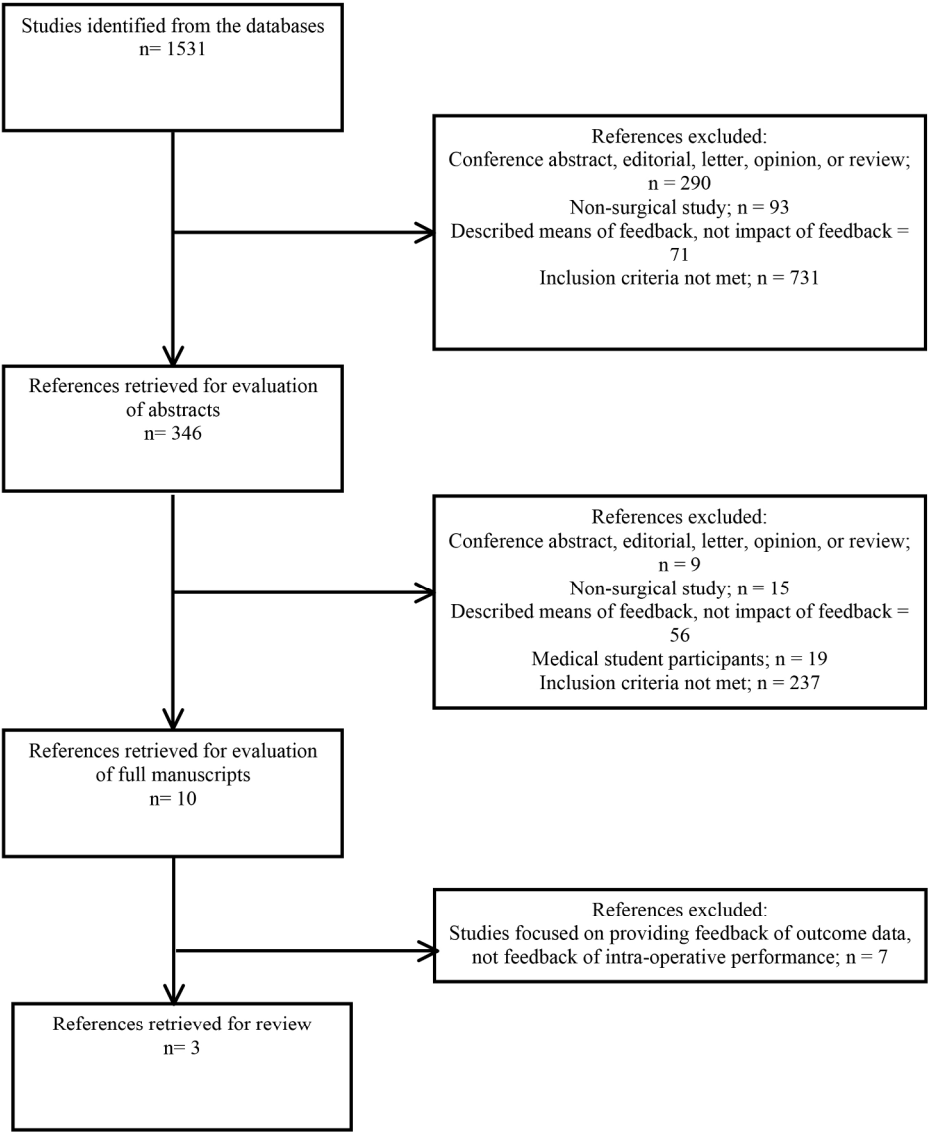 Studies identified from the databases
n= 1531
References excluded:
Conference abstract, editorial, letter, opinion, or review;
n = 290
Non-surgical study; n = 93
Described means of feedback, not impact of feedback =
71
Inclusion criteria not met; n = 731
References retrieved for evaluation
of abstracts
n= 346
References excluded:
Conference abstract, editorial, letter, opinion, or review;
n = 9
Non-surgical study; n = 15
Described means of feedback, not impact of feedback =
56
Medical student participants; n = 19
Inclusion criteria not met; n = 237
References retrieved for evaluation
of full manuscripts
n= 10
References excluded:
Studies focused on providing feedback of outcome data,
not feedback of intra-operative performance; n = 7
References retrieved for review
n= 3